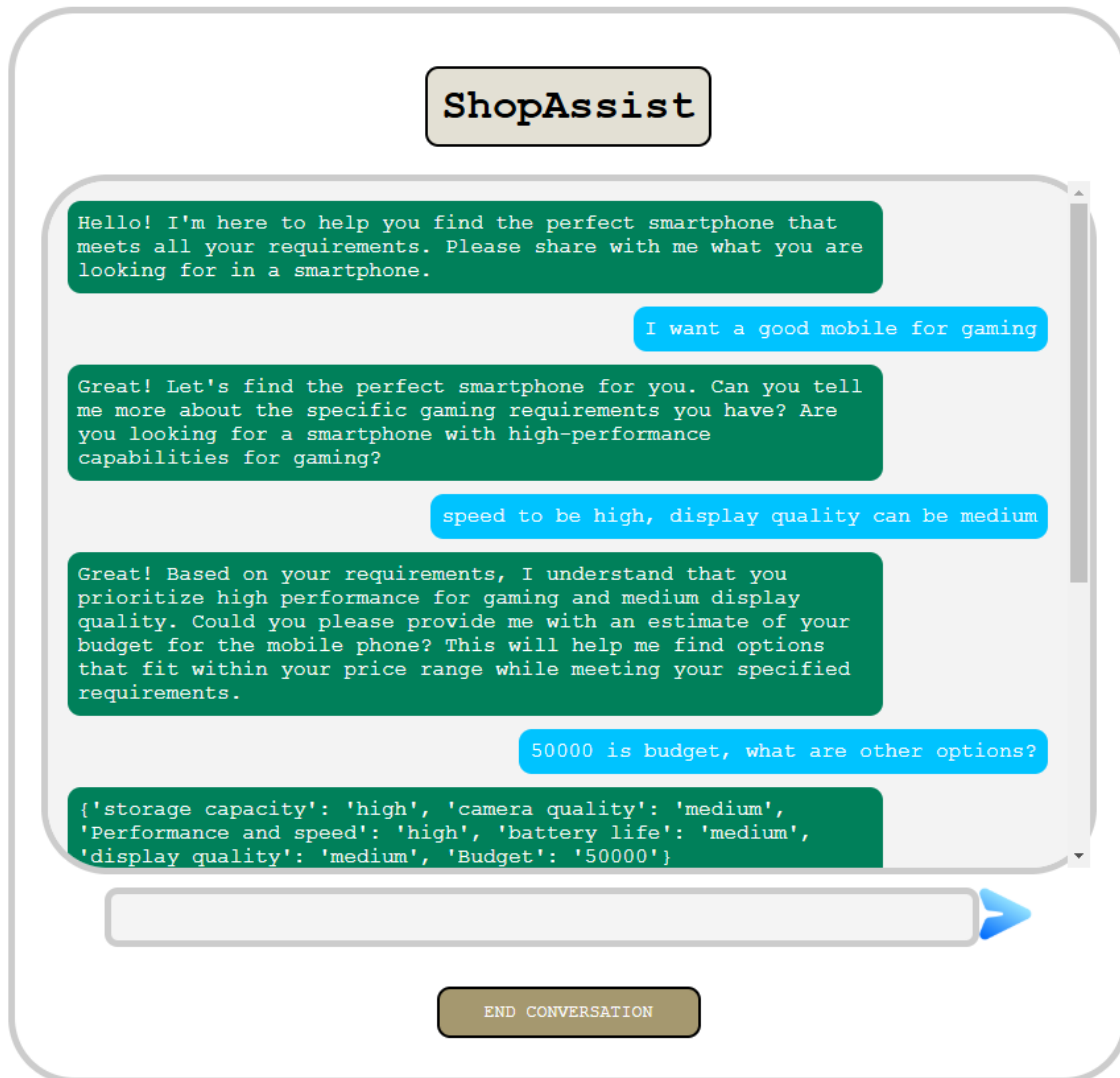 ShopAssist
Hello! I'm here to help you find the perfect smartphone that
meets all your requirements. Please share with me what you are
looking for in a smartphone.
I want a good mobile for gaming
Great! Let's find the perfect smartphone for you. Can you tell
me more about the specific gaming requirements you have? Are
you looking for a smartphone with high-performance
capabilities for gaming?
speed to be high, display quality can be medium
Great! Based on your requirements, I understand that you
prioritize high performance for gaming and medium display
quality. Could you please provide me with an estimate of your
budget for the mobile phone? This will help me find options
that fit within your price range while meeting your specified
requirements.
50000 is budget, what are other options?
{'storage capacity': 'high', 'camera quality': 'medium',
'Performance and speed': 'high', 'battery life': 'medium',
'display quality': 'medium', 'Budget': '50000'}
END CONVERSATION